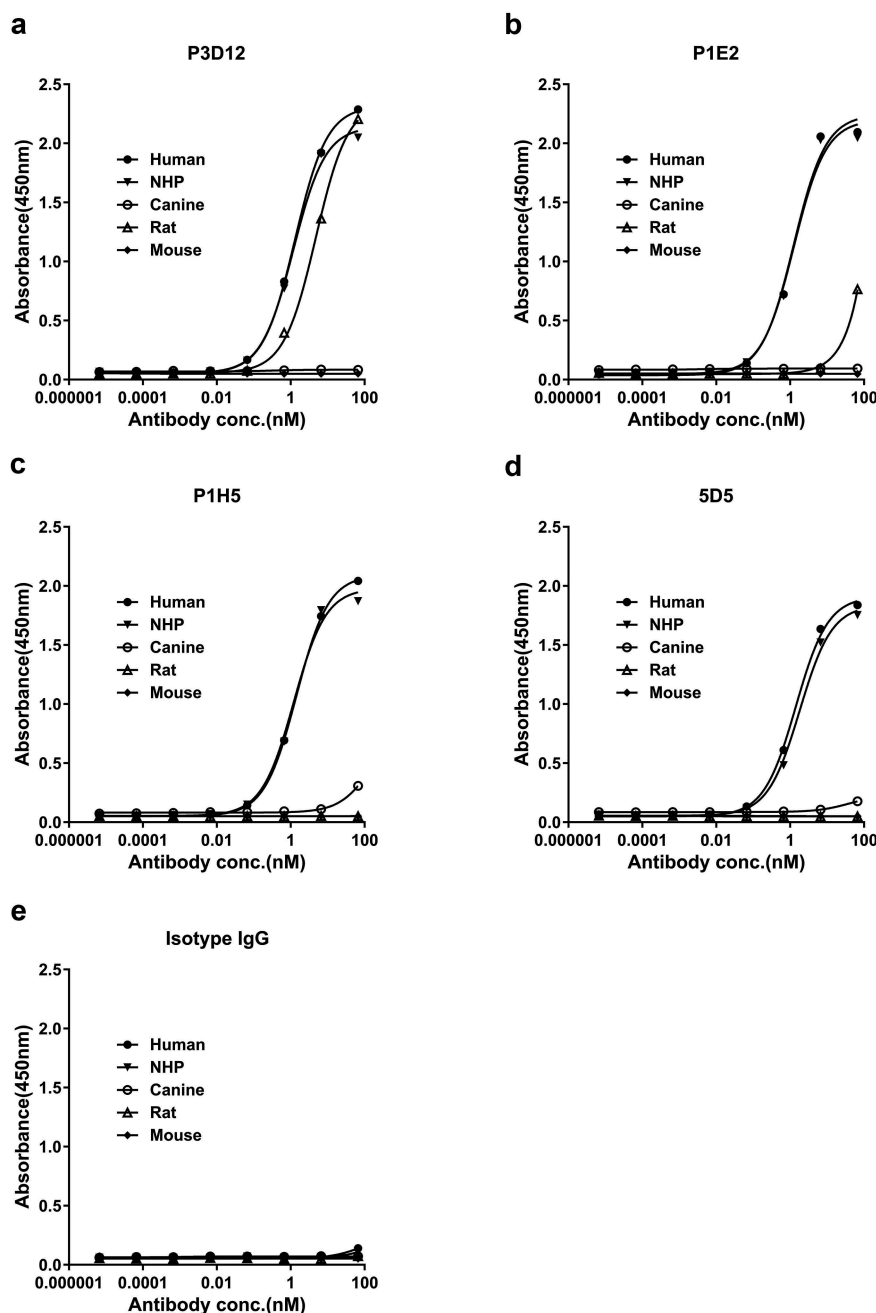 a
P3D12
2.5
2.0
1.5
1.0
0.5
0.0
Absorbance(450nm)
Human
NHP
Canine
Rat
Mouse
0.000001 0.0001 0.01 1 100
Antibody conc.(nM)
b
P1E2
2.5
2.0
1.5
1.0
0.5
0.0
Absorbance(450nm)
Human
NHP
Canine
Rat
Mouse
0.000001 0.0001 0.01 1 100
Antibody conc.(nM)
c
P1H5
2.5
2.0
1.5
1.0
0.5
0.0
Absorbance(450nm)
Human
NHP
Canine
Rat
Mouse
0.000001 0.0001 0.01 1 100
Antibody conc.(nM)
d
5D5
2.5
2.0
1.5
1.0
0.5
0.0
Absorbance(450nm)
Human
NHP
Canine
Rat
Mouse
0.000001 0.0001 0.01 1 100
Antibody conc.(nM)
e
Isotype IgG
2.5
2.0
1.5
1.0
0.5
0.0
Absorbance(450nm)
Human
NHP
Canine
Rat
Mouse
0.000001 0.0001 0.01 1 100
Antibody conc.(nM)